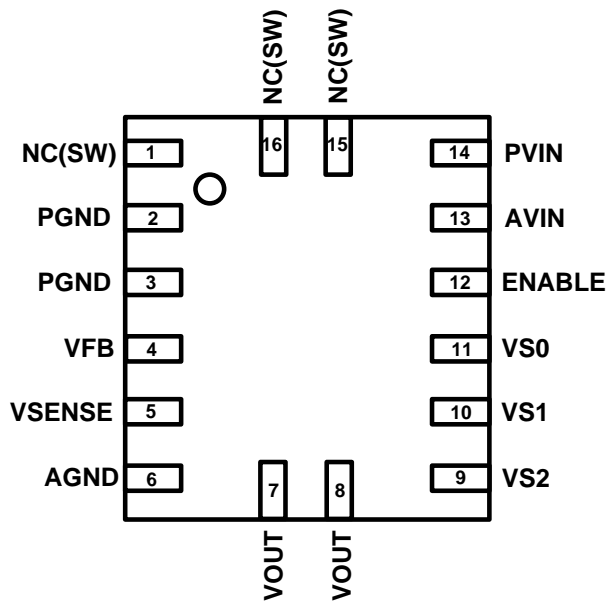 NC(SW)
NC(SW)
NC(SW) 1 16 15 14 PVIN
PGND 2 13 AVIN
PGND 3 12 ENABLE
VFB 4 11 VS0
VSENSE 5 10 VS1
AGND 6 7 8 9 VS2
VOUT
VOUT